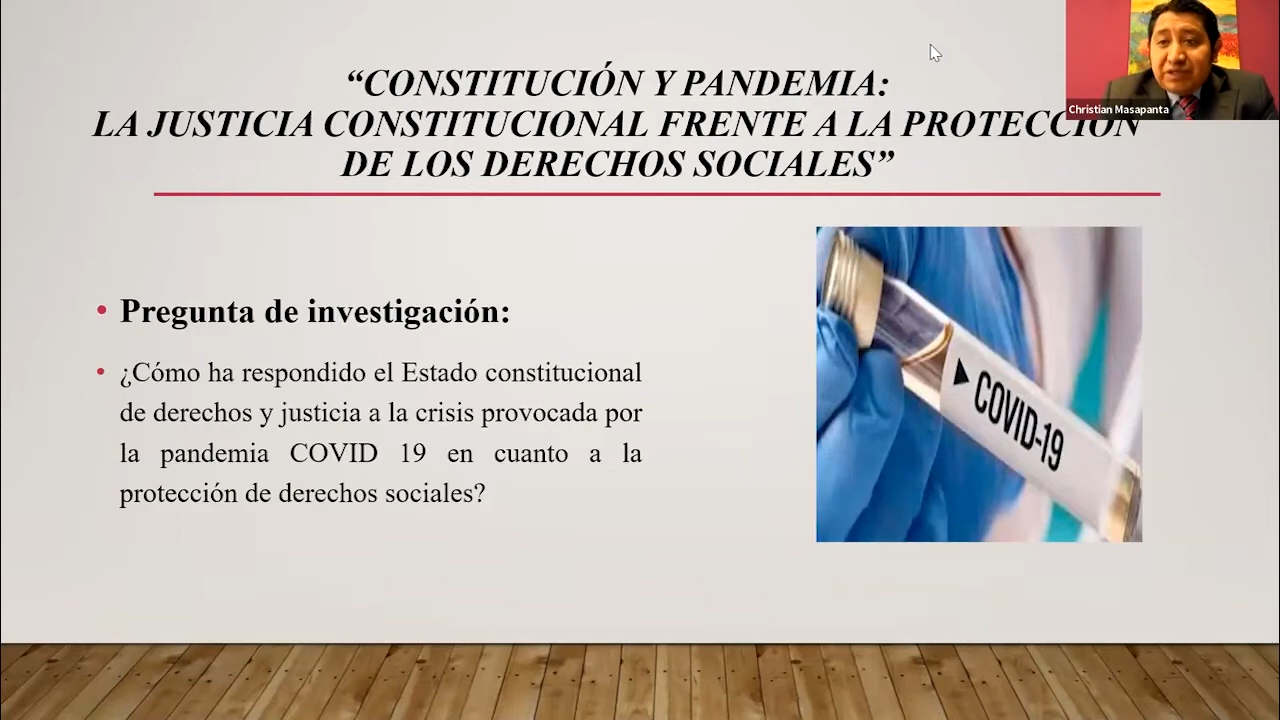 “CONSTITUCIÓN Y PANDEMIA:
LA JUSTICIA CONSTITUCIONAL FRENTE A LA PROTECCIÓN
DE LOS DERECHOS SOCIALES”
Christian Masapanta
• Pregunta de investigación:
• ¿Cómo ha respondido el Estado constitucional
de derechos y justicia a la crisis provocada por
la pandemia COVID 19 en cuanto a la
protección de derechos sociales?
COVID-19